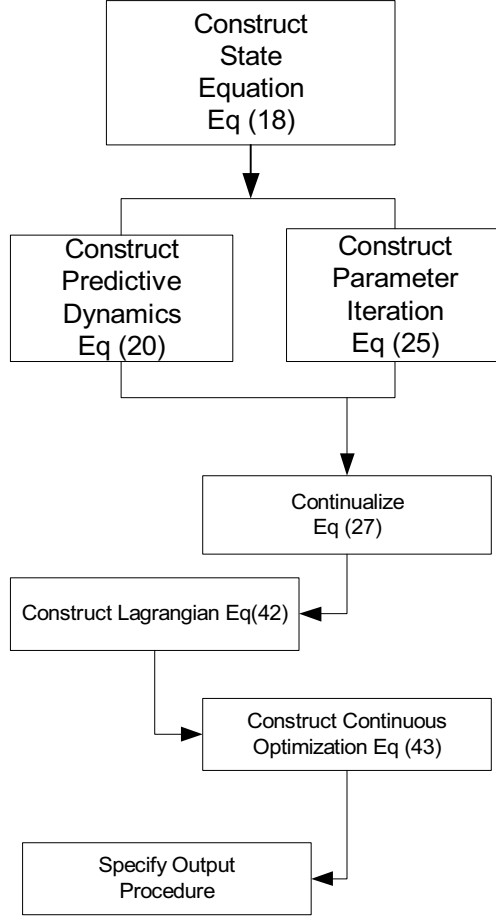 Construct
State
Equation
Eq (18)
Construct
Predictive
Dynamics
Eq (20)
Construct
Parameter
Iteration
Eq (25)
Continualize
Eq (27)
Construct Lagrangian Eq(42)
Construct Continuous
Optimization Eq (43)
Specify Output
Procedure